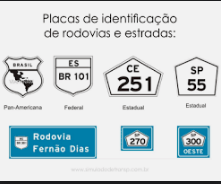 Placas de identificação
de rodovias e estradas:
BRASIL
ES
BR 101
CE
251
SP
55
Pan-Americana
Federal
Estadual
Estadual
Rodovia
Fernão Dias
SP
270
SP
300
OESTE